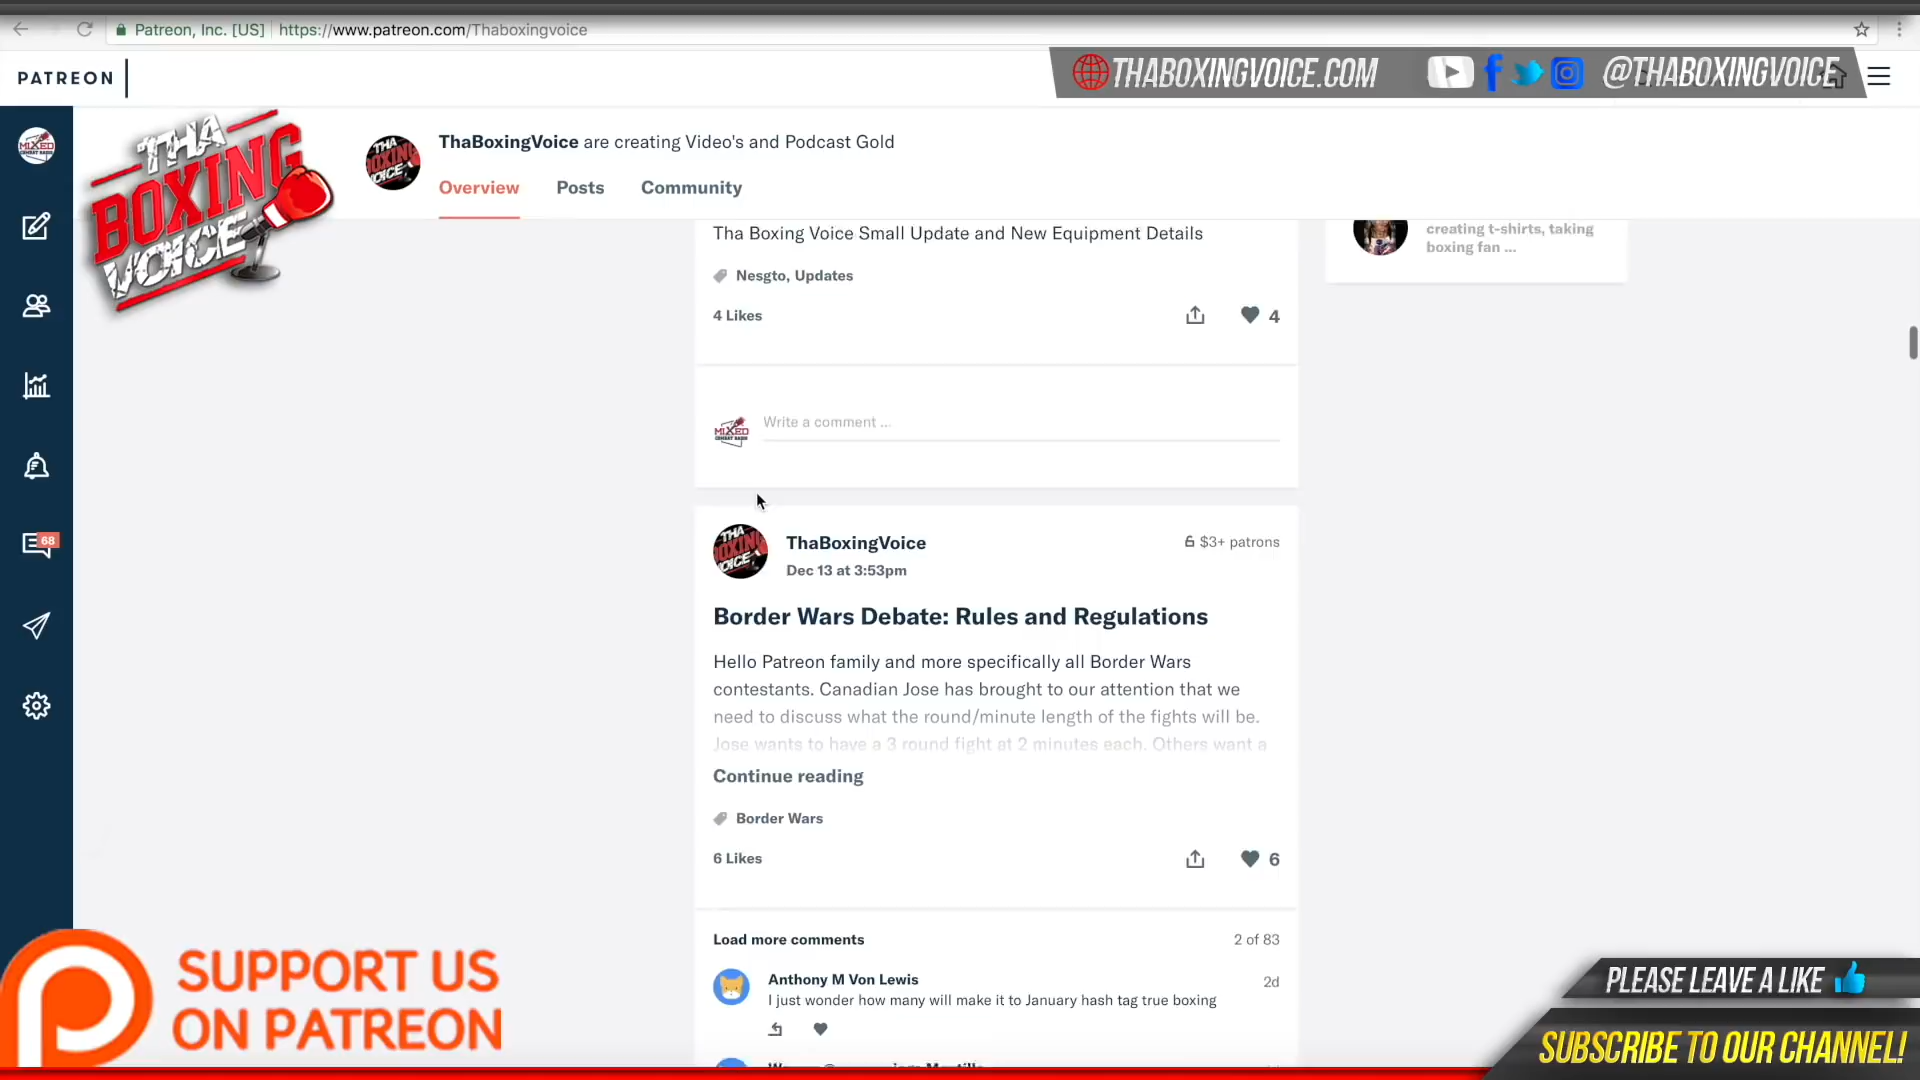 Patreon, Inc. [US] https://www.patreon.com/Thaboxingvoice
PATREON
THABOXINGVOICE.COM
@THABOXINGVOICE
THA
BOXING
VOICE
ThaBoxingVoice are creating Video's and Podcast Gold
Overview
Posts
Community
Tha Boxing Voice Small Update and New Equipment Details
Nesgto, Updates
4 Likes
4
creating t-shirts, taking
boxing fan ...
Write a comment ...
68
ThaBoxingVoice
$3+ patrons
Dec 13 at 3:53pm
Border Wars Debate: Rules and Regulations
Hello Patreon family and more specifically all Border Wars
contestants. Canadian Jose has brought to our attention that we
need to discuss what the round/minute length of the fights will be.
Jose wants to have a 3 round fight at 2 minutes each. Others want a
Continue reading
Border Wars
6 Likes
6
Load more comments
2 of 83
Anthony M Von Lewis
2d
I just wonder how many will make it to January hash tag true boxing
SUPPORT US
ON PATREON
PLEASE LEAVE A LIKE
SUBSCRIBE TO OUR CHANNEL!